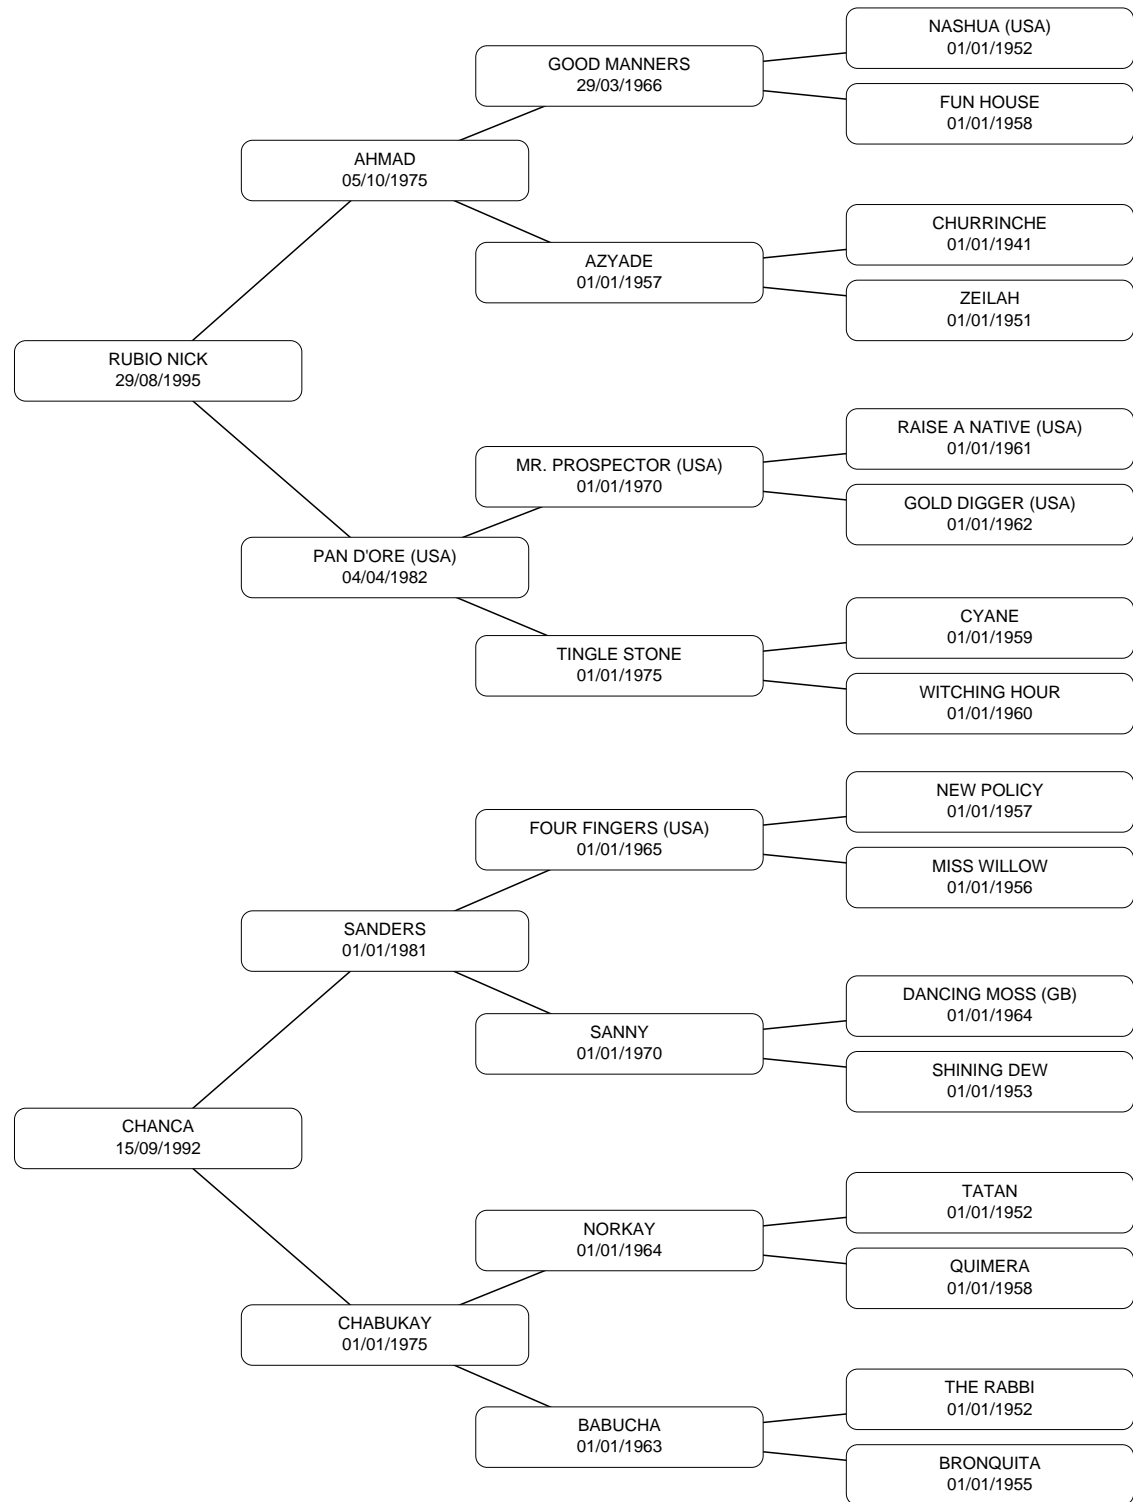 NASHUA (USA)
01/01/1952
GOOD MANNERS
29/03/1966
FUN HOUSE
01/01/1958
AHMAD
05/10/1975
CHURRINCHE
01/01/1941
AZYADE
01/01/1957
ZEILAH
01/01/1951
RUBIO NICK
29/08/1995
RAISE A NATIVE (USA)
01/01/1961
MR. PROSPECTOR (USA)
01/01/1970
GOLD DIGGER (USA)
01/01/1962
PAN D'ORE (USA)
04/04/1982
CYANE
01/01/1959
TINGLE STONE
01/01/1975
WITCHING HOUR
01/01/1960
NEW POLICY
01/01/1957
FOUR FINGERS (USA)
01/01/1965
MISS WILLOW
01/01/1956
SANDERS
01/01/1981
DANCING MOSS (GB)
01/01/1964
SANNY
01/01/1970
SHINING DEW
01/01/1953
CHANCA
15/09/1992
TATAN
01/01/1952
NORKAY
01/01/1964
QUIMERA
01/01/1958
CHABUKAY
01/01/1975
THE RABBI
01/01/1952
BABUCHA
01/01/1963
BRONQUITA
01/01/1955